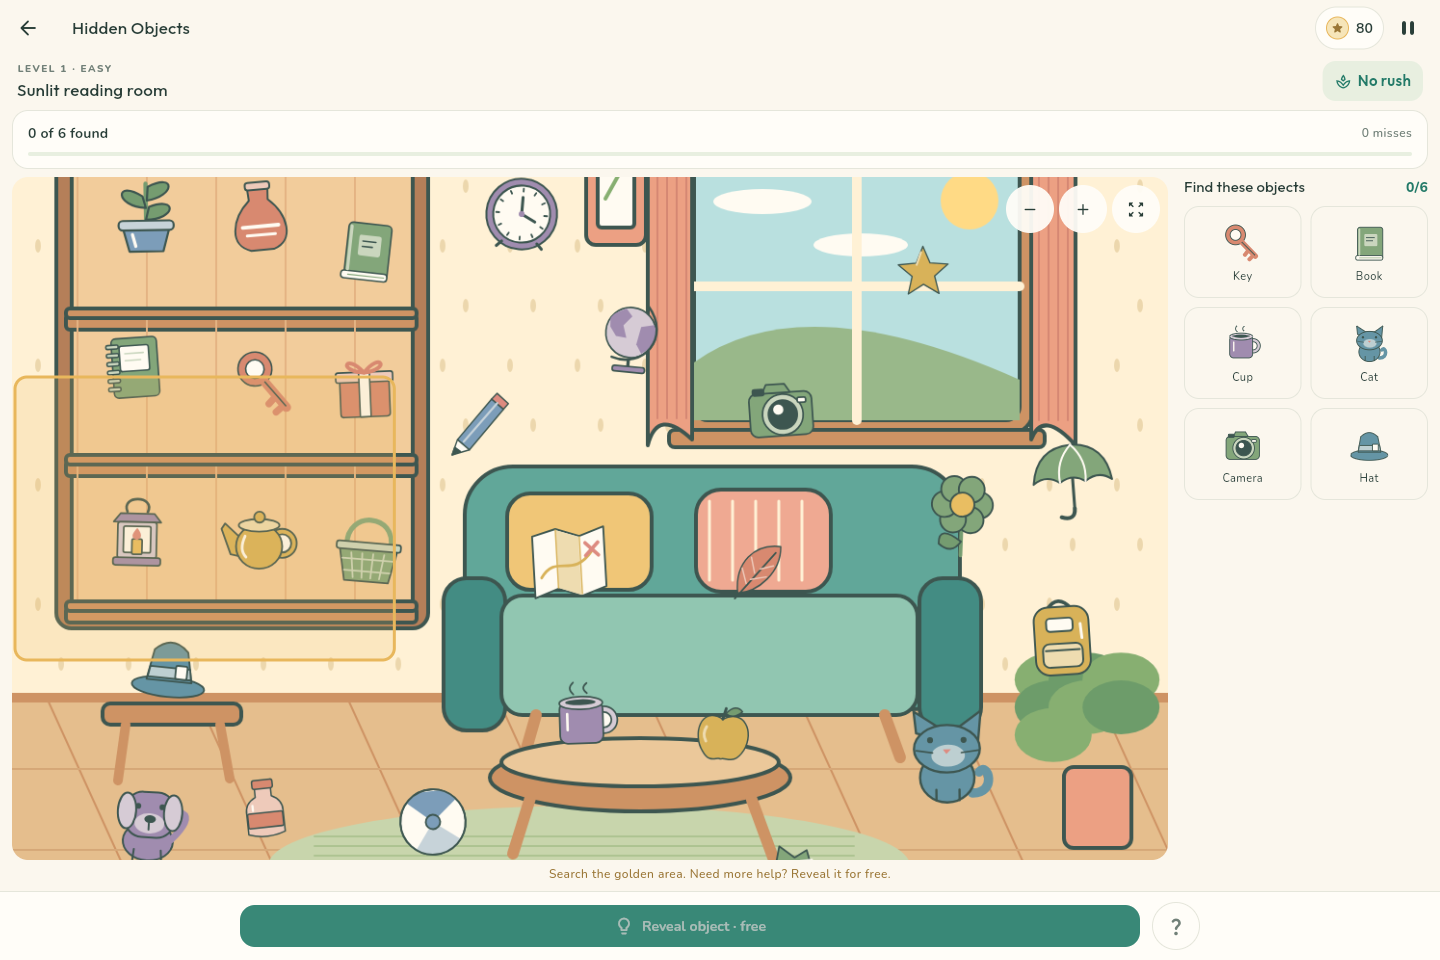 Hidden Objects
80
LEVEL 1 · EASY
Sunlit reading room
No rush
0 of 6 found
0 misses
Find these objects
0/6
Key
Book
Cup
Cat
Camera
Hat
Search the golden area. Need more help? Reveal it for free.
Reveal object · free
?